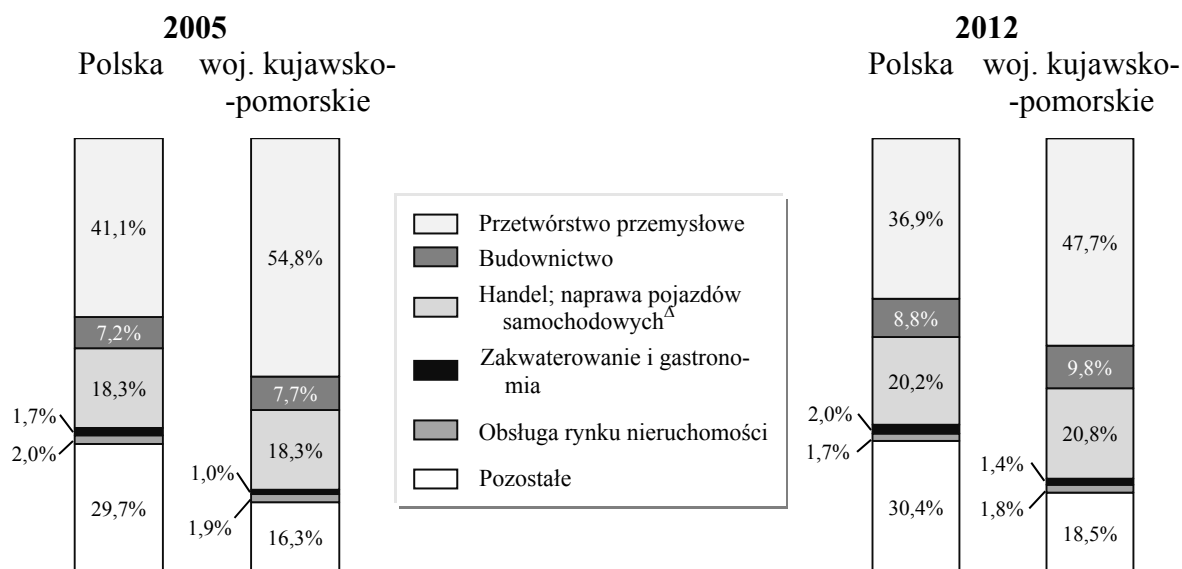 2005
Polska
woj. kujawsko-
-pomorskie
41,1%
7,2%
18,3%
1,7%
2,0%
29,7%
54,8%
7,7%
18,3%
1,0%
1,9%
16,3%
Przetwórstwo przemysłowe
Budownictwo
Handel; naprawa pojazdów
samochodowych^Δ
Zakwaterowanie i gastrono-
mia
Obsługa rynku nieruchomości
Pozostałe
2012
Polska
woj. kujawsko-
-pomorskie
36,9%
8,8%
20,2%
2,0%
1,7%
30,4%
47,7%
9,8%
20,8%
1,4%
1,8%
18,5%